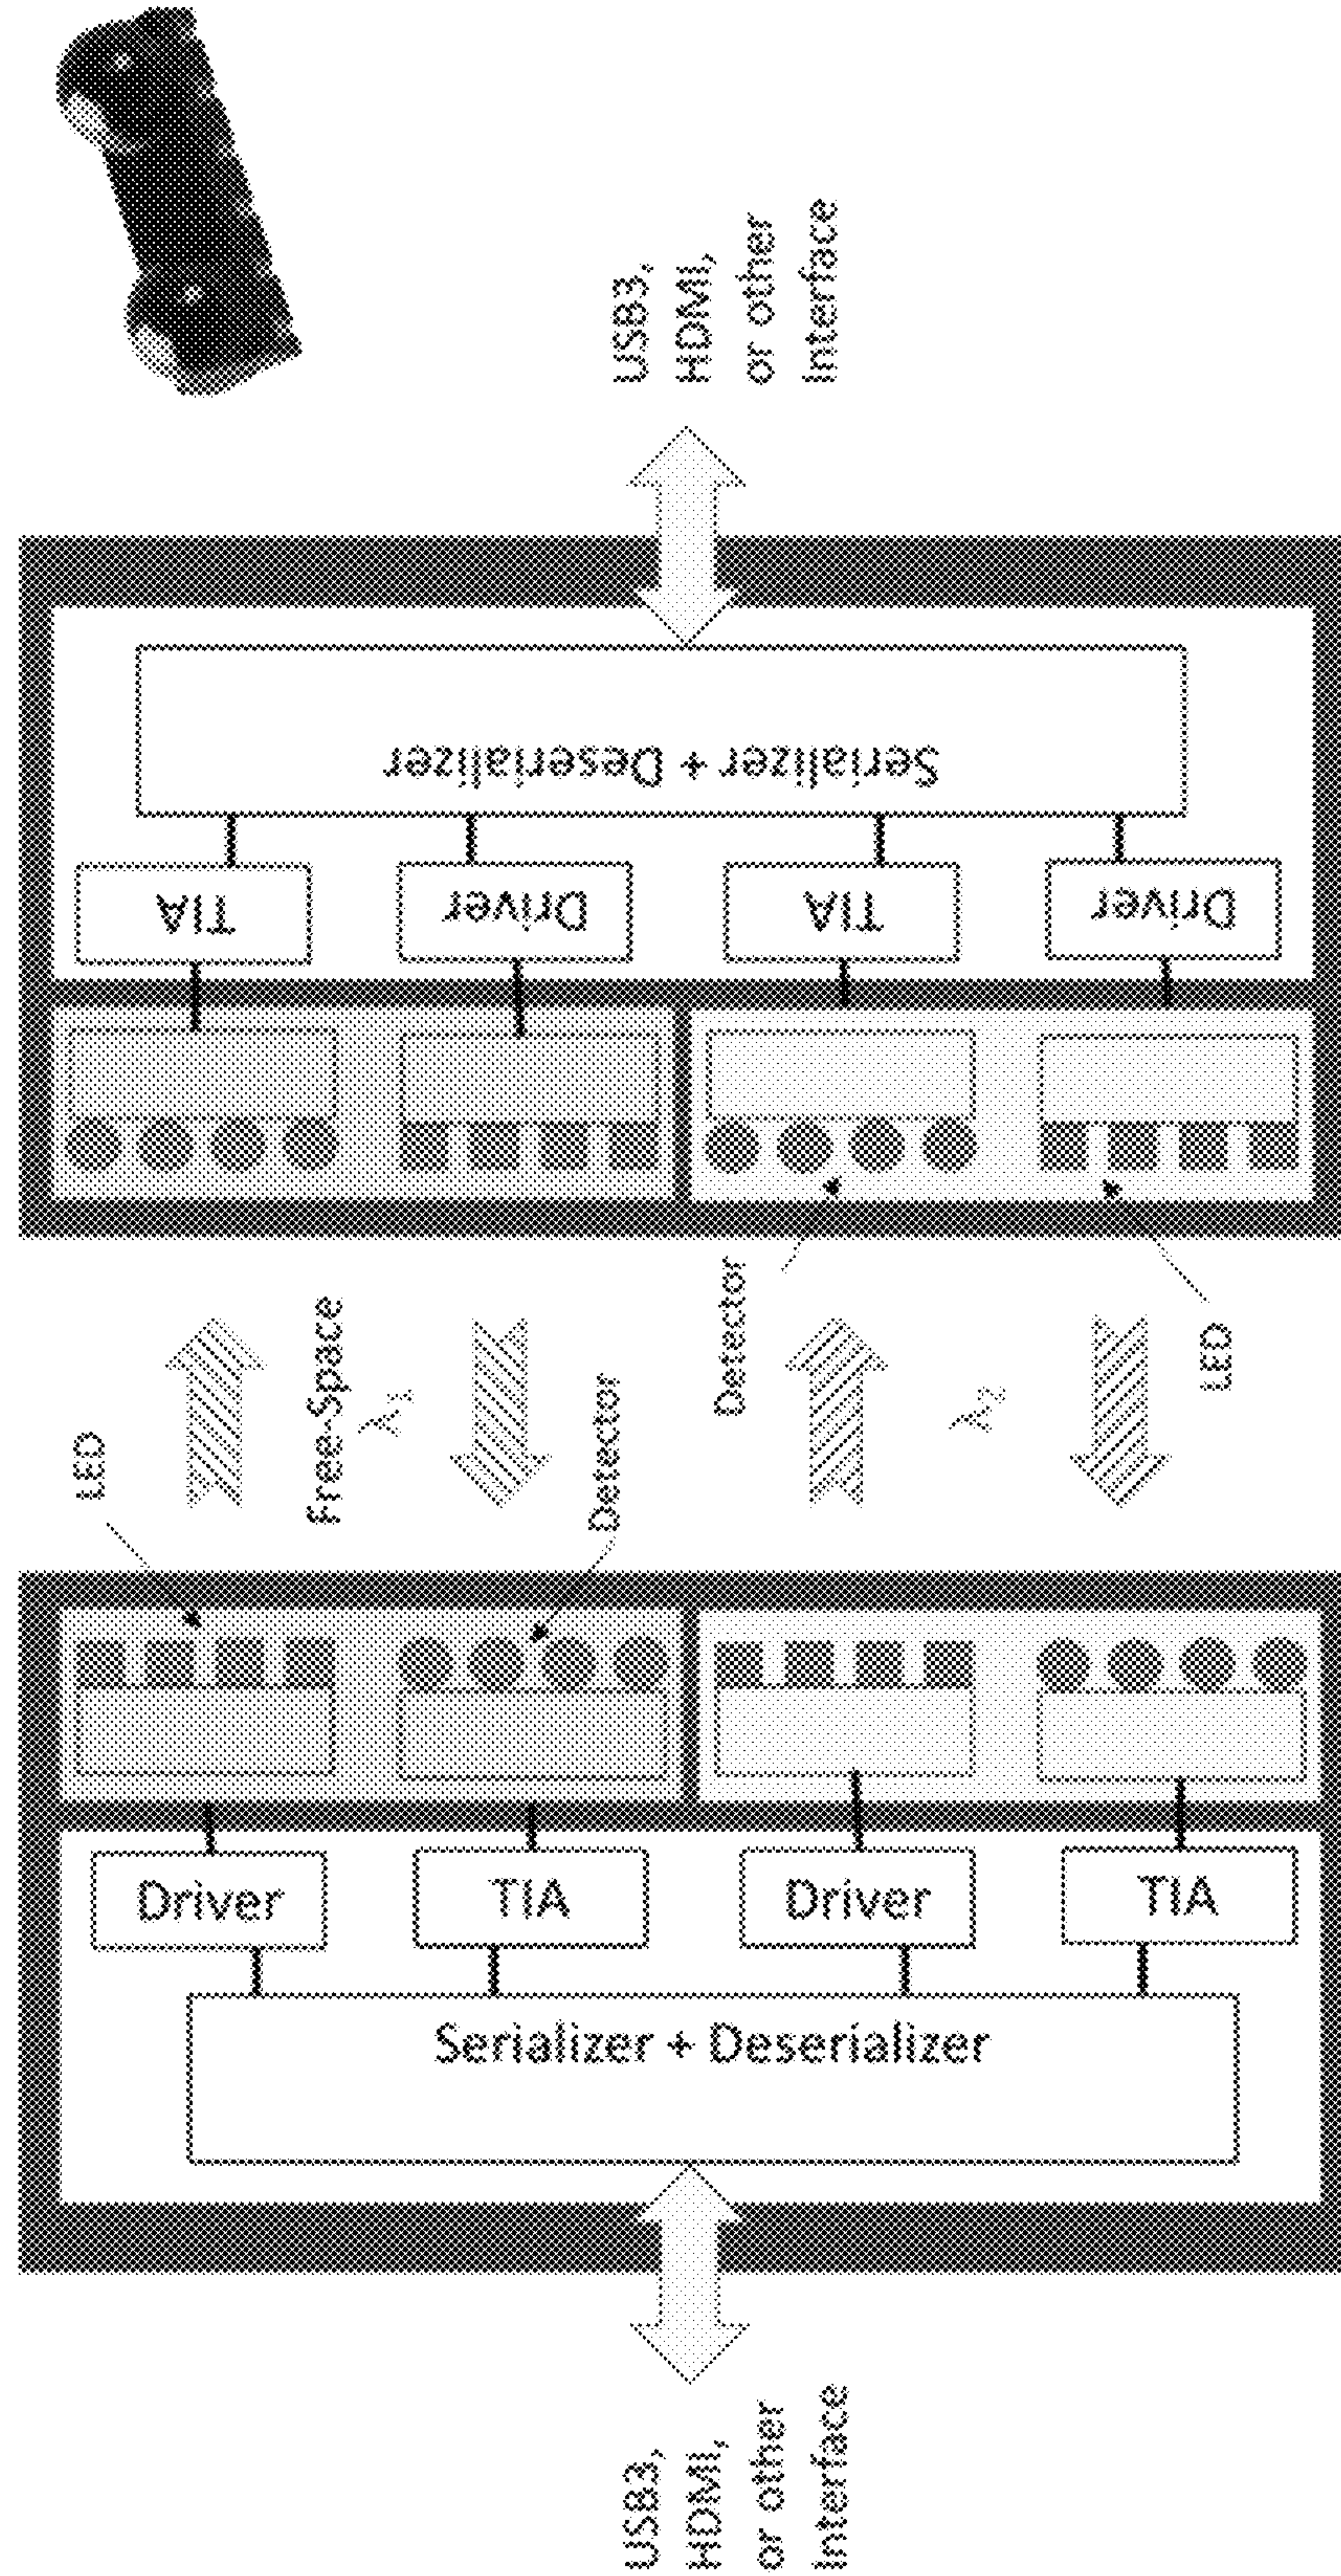 USB3,
HDMI,
or other
Interface
Serializer + Deserializer
TIA
Driver
TIA
Driver
Detector
LED
Free-Space
λ1
λ2
LED
Detector
Driver
TIA
Driver
TIA
Serializer + Deserializer
USB3,
HDMI,
or other
Interface